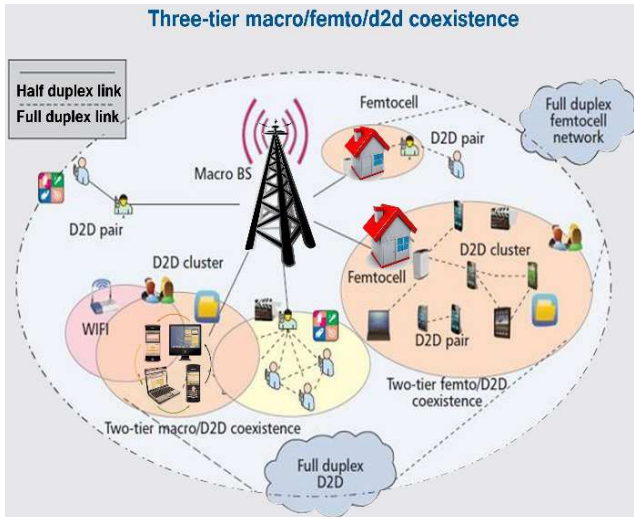 Three-tier macro/femto/d2d coexistence
Half duplex link
Full duplex link
Femtocell
Full duplex
femtocell
network
D2D pair
Macro BS
D2D pair
D2D cluster
Femtocell
D2D cluster
WIFI
D2D pair
Two-tier femto/D2D
coexistence
Two-tier macro/D2D coexistence
Full duplex
D2D